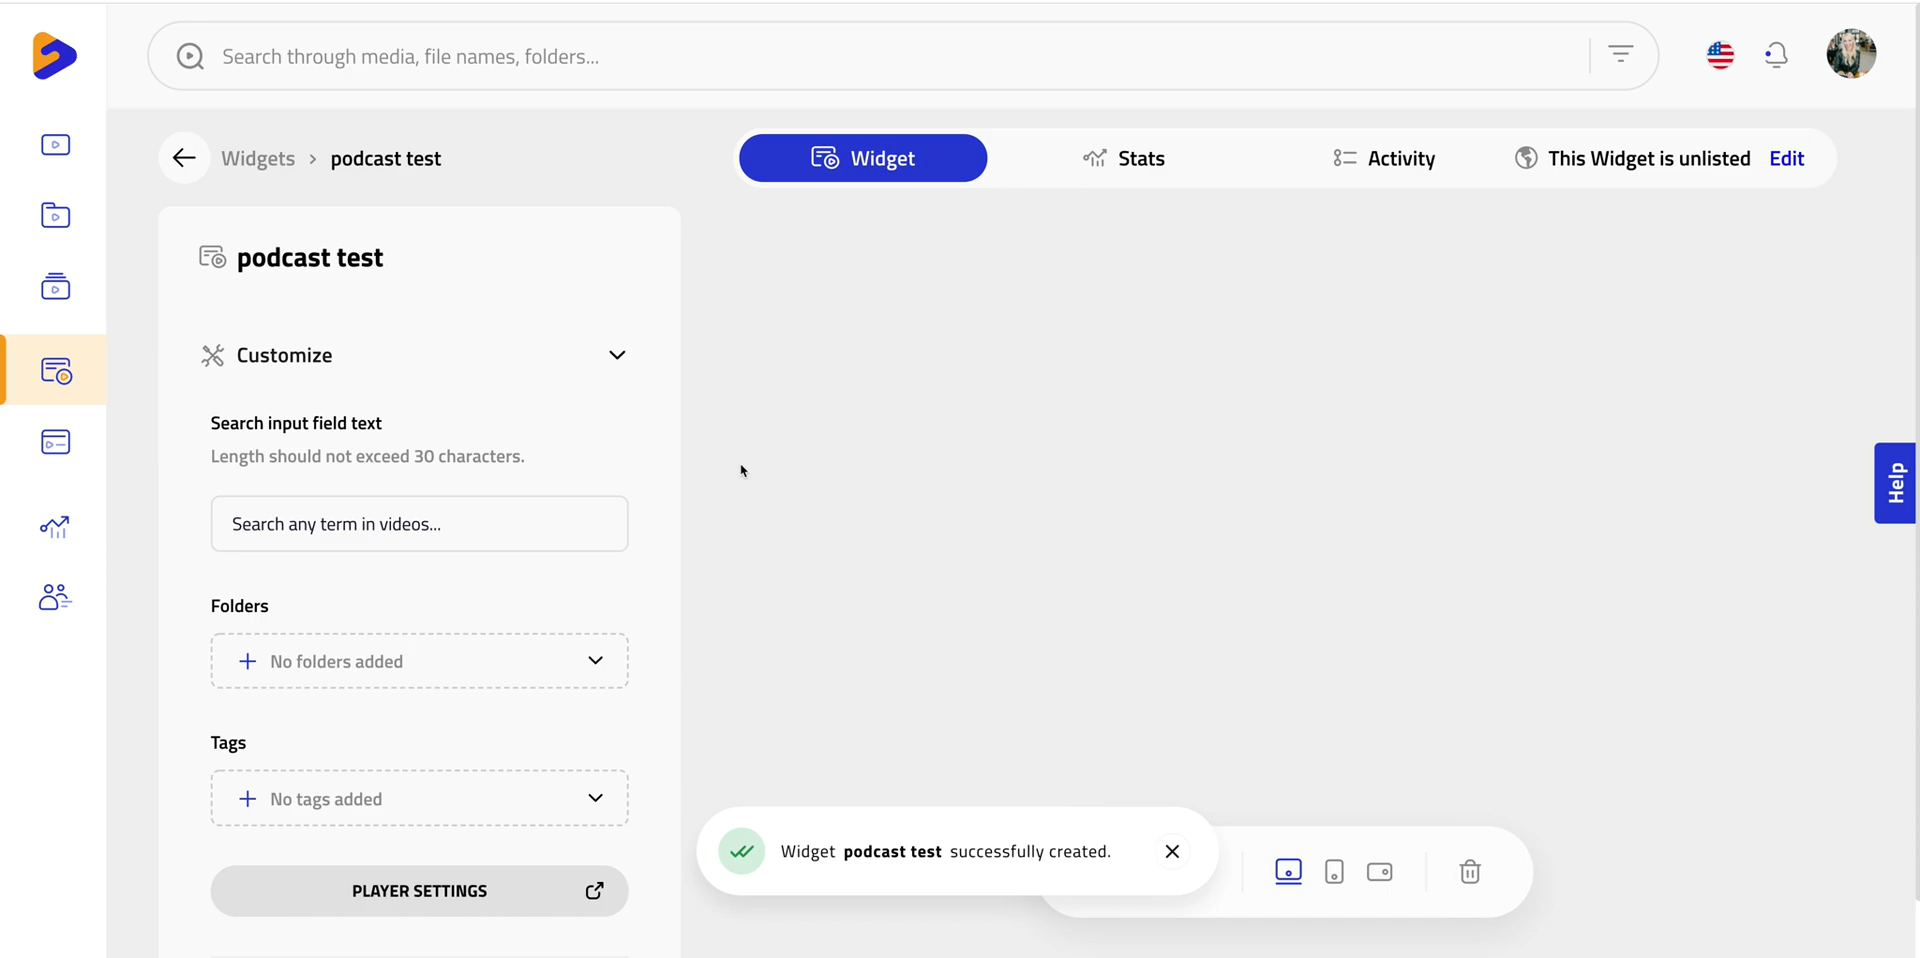 Search through media, file names, folders...
Widgets > podcast test
Widget
Stats
Activity
This Widget is unlisted Edit
podcast test
Customize
Search input field text
Length should not exceed 30 characters.
Search any term in videos...
Folders
No folders added
Tags
No tags added
PLAYER SETTINGS
Widget podcast test successfully created.
Help